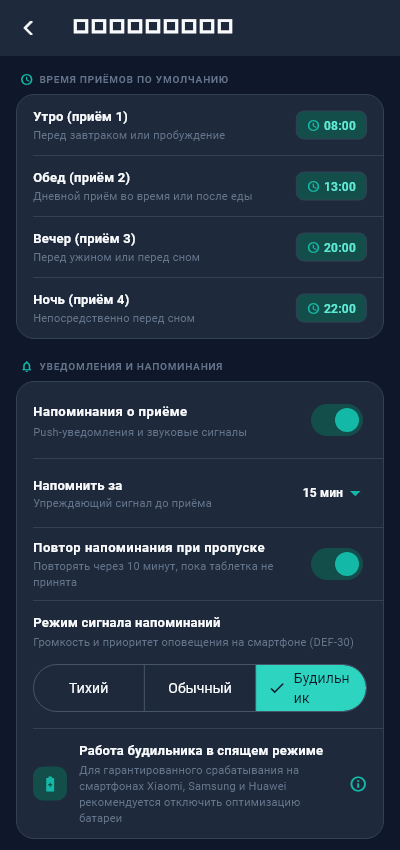 ВРЕМЯ ПРИЁМОВ ПО УМОЛЧАНИЮ
Утро (приём 1)
Перед завтраком или пробуждение
08:00
Обед (приём 2)
Дневной приём во время или после еды
13:00
Вечер (приём 3)
Перед ужином или перед сном
20:00
Ночь (приём 4)
Непосредственно перед сном
22:00
УВЕДОМЛЕНИЯ И НАПОМИНАНИЯ
Напоминания о приёме
Push-уведомления и звуковые сигналы
Напомнить за
Упреждающий сигнал до приёма
15 мин
Повтор напоминания при пропуске
Повторять через 10 минут, пока таблетка не
принята
Режим сигнала напоминаний
Громкость и приоритет оповещения на смартфоне (DEF-30)
Тихий
Обычный
Будильн
ик
Работа будильника в спящем режиме
Для гарантированного срабатывания на
смартфонах Xiaomi, Samsung и Huawei
рекомендуется отключить оптимизацию
батареи